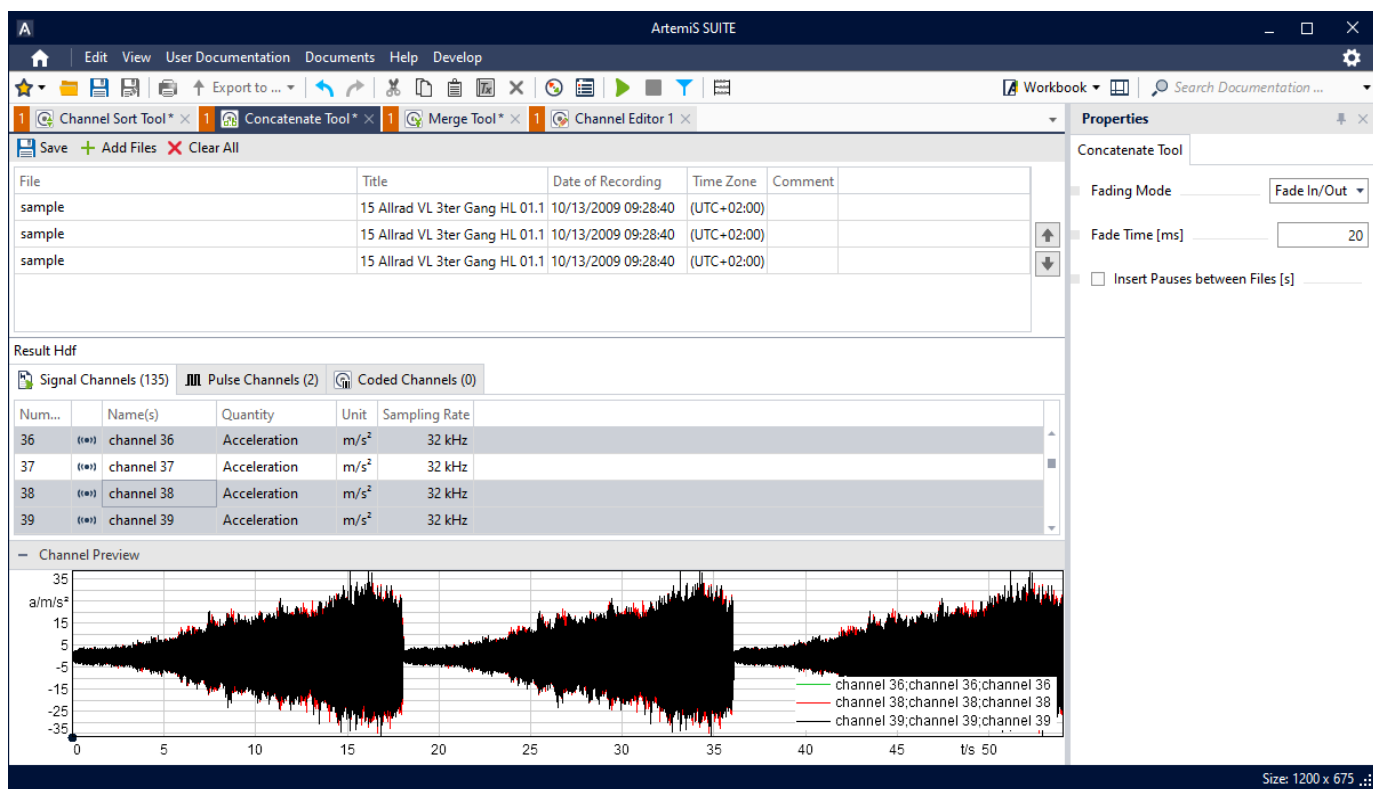 A ArtemiS SUITE
Edit View User Documentation Documents Help Develop
Export to ... Workbook Search Documentation ...
1 Channel Sort Tool* 1 Concatenate Tool* 1 Merge Tool* 1 Channel Editor 1 Properties
Save Add Files Clear All Concatenate Tool
File Title Date of Recording Time Zone Comment
sample 15 Allrad VL 3ter Gang HL 01.1 10/13/2009 09:28:40 (UTC+02:00)
sample 15 Allrad VL 3ter Gang HL 01.1 10/13/2009 09:28:40 (UTC+02:00)
sample 15 Allrad VL 3ter Gang HL 01.1 10/13/2009 09:28:40 (UTC+02:00)
Fading Mode Fade In/Out
Fade Time [ms] 20
Insert Pauses between Files [s]
Result Hdf
Signal Channels (135) Pulse Channels (2) Coded Channels (0)
Num... Name(s) Quantity Unit Sampling Rate
36 channel 36 Acceleration m/s² 32 kHz
37 channel 37 Acceleration m/s² 32 kHz
38 channel 38 Acceleration m/s² 32 kHz
39 channel 39 Acceleration m/s² 32 kHz
Channel Preview
35
a/m/s²
15
5
-5
-15
-25
-35
channel 36;channel 36;channel 36
channel 38;channel 38;channel 38
channel 39;channel 39;channel 39
0 5 10 15 20 25 30 35 40 45 t/s 50
Size: 1200 x 675